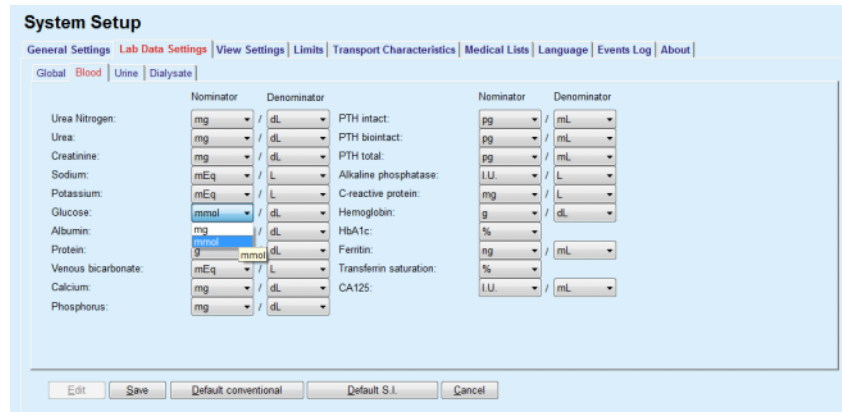 System Setup
General Settings Lab Data Settings View Settings Limits Transport Characteristics Medical Lists Language Events Log About
Global Blood Urine Dialysate
Nominator Denominator Nominator Denominator
Urea Nitrogen: mg / dL PTH intact: pg / mL
Urea: mg / dL PTH biointact: pg / mL
Creatinine: mg / dL PTH total: pg / mL
Sodium: mEq / L Alkaline phosphatase: I.U. / L
Potassium: mEq / L C-reactive protein: mg / L
Glucose: mmol / dL Hemoglobin: g / dL
Albumin: mg / dL HbA1c: %
mmol
Protein: g mmol dL Ferritin: ng / mL
Venous bicarbonate: mEq / L Transferrin saturation: %
Calcium: mg / dL CA125: I.U. / mL
Phosphorus: mg / dL
Edit Save Default conventional Default S.I. Cancel